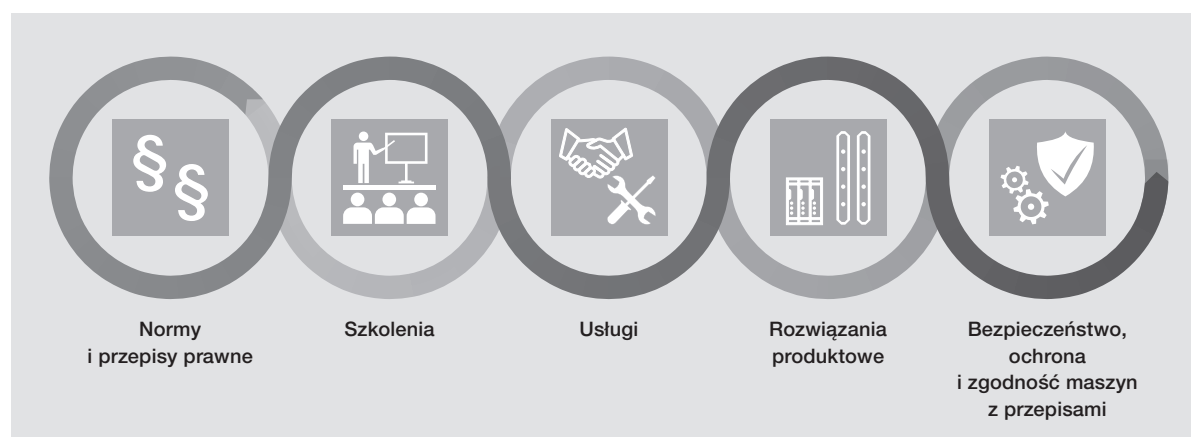 §
§
Normy
i przepisy prawne
Szkolenia
Usługi
Rozwiązania
produktowe
Bezpieczeństwo,
ochrona
i zgodność maszyn
z przepisami